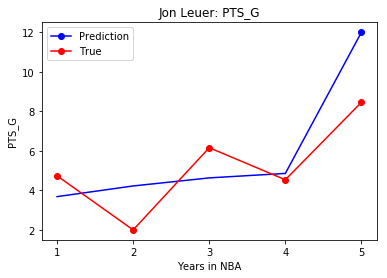 Jon Leuer: PTS_G
Prediction
True
12
10
8
6
4
2
PTS_G
1 2 3 4 5
Years in NBA